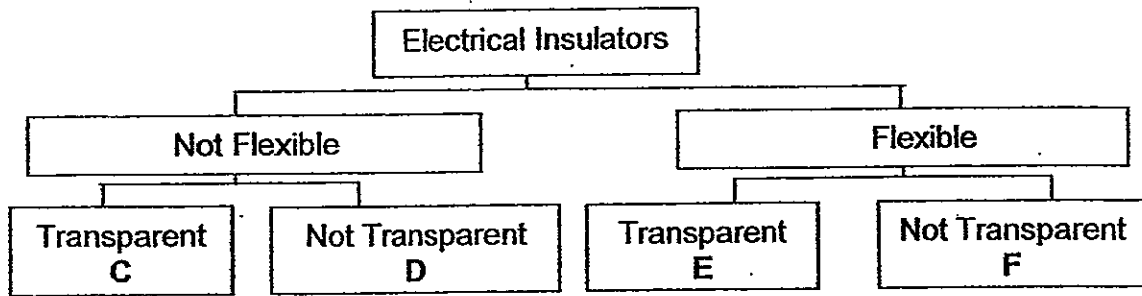 Electrical Insulators
Not Flexible
Flexible
Transparent
C
Not Transparent
D
Transparent
E
Not Transparent
F